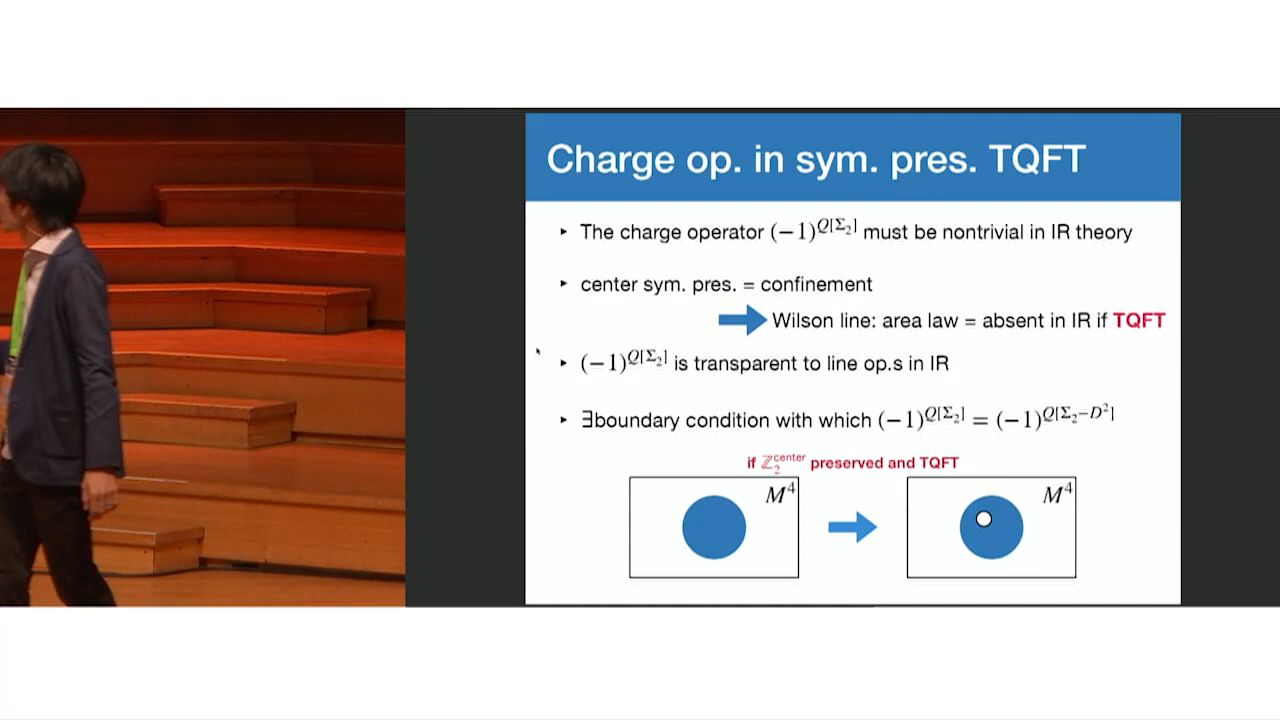 Charge op. in sym. pres. TQFT
‣ The charge operator (−1)^{Q[Σ₂]} must be nontrivial in IR theory
‣ center sym. pres. = confinement
Wilson line: area law = absent in IR if TQFT
‣ (−1)^{Q[Σ₂]} is transparent to line op.s in IR
‣ ∃boundary condition with which (−1)^{Q[Σ₂]} = (−1)^{Q[Σ₂−D²]}
if ℤ₂^{center} preserved and TQFT
M⁴ M⁴